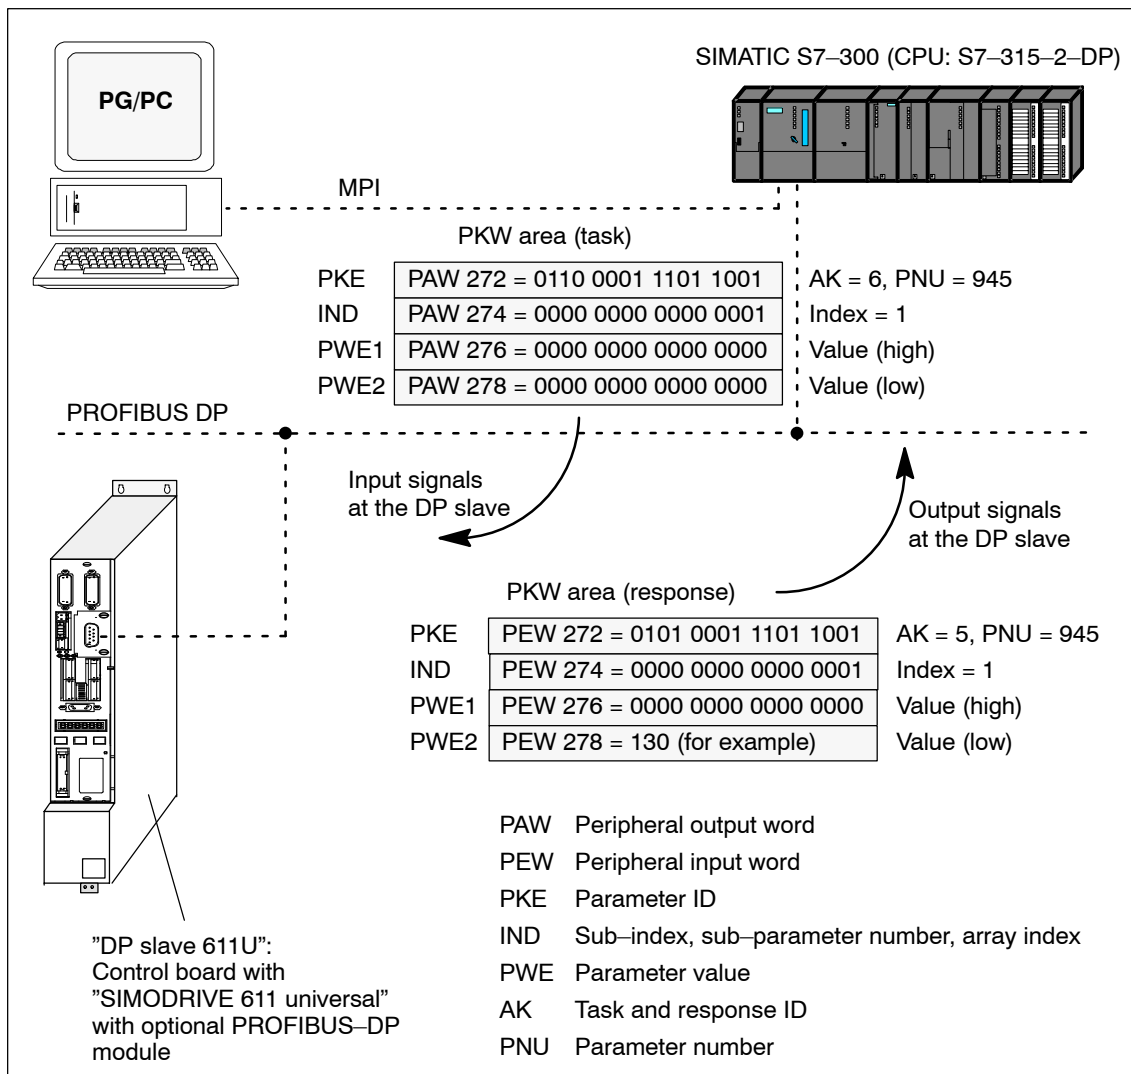 PG/PC
SIMATIC S7–300 (CPU: S7–315–2–DP)
MPI
PKW area (task)
PKE PAW 272 = 0110 0001 1101 1001 AK = 6, PNU = 945
IND PAW 274 = 0000 0000 0000 0001 Index = 1
PWE1 PAW 276 = 0000 0000 0000 0000 Value (high)
PWE2 PAW 278 = 0000 0000 0000 0000 Value (low)
PROFIBUS DP
Input signals
at the DP slave
Output signals
at the DP slave
PKW area (response)
PKE PEW 272 = 0101 0001 1101 1001 AK = 5, PNU = 945
IND PEW 274 = 0000 0000 0000 0001 Index = 1
PWE1 PEW 276 = 0000 0000 0000 0000 Value (high)
PWE2 PEW 278 = 130 (for example) Value (low)
PAW Peripheral output word
PEW Peripheral input word
PKE Parameter ID
IND Sub–index, sub–parameter number, array index
PWE Parameter value
AK Task and response ID
PNU Parameter number
”DP slave 611U”:
Control board with
”SIMODRIVE 611 universal”
with optional PROFIBUS–DP
module